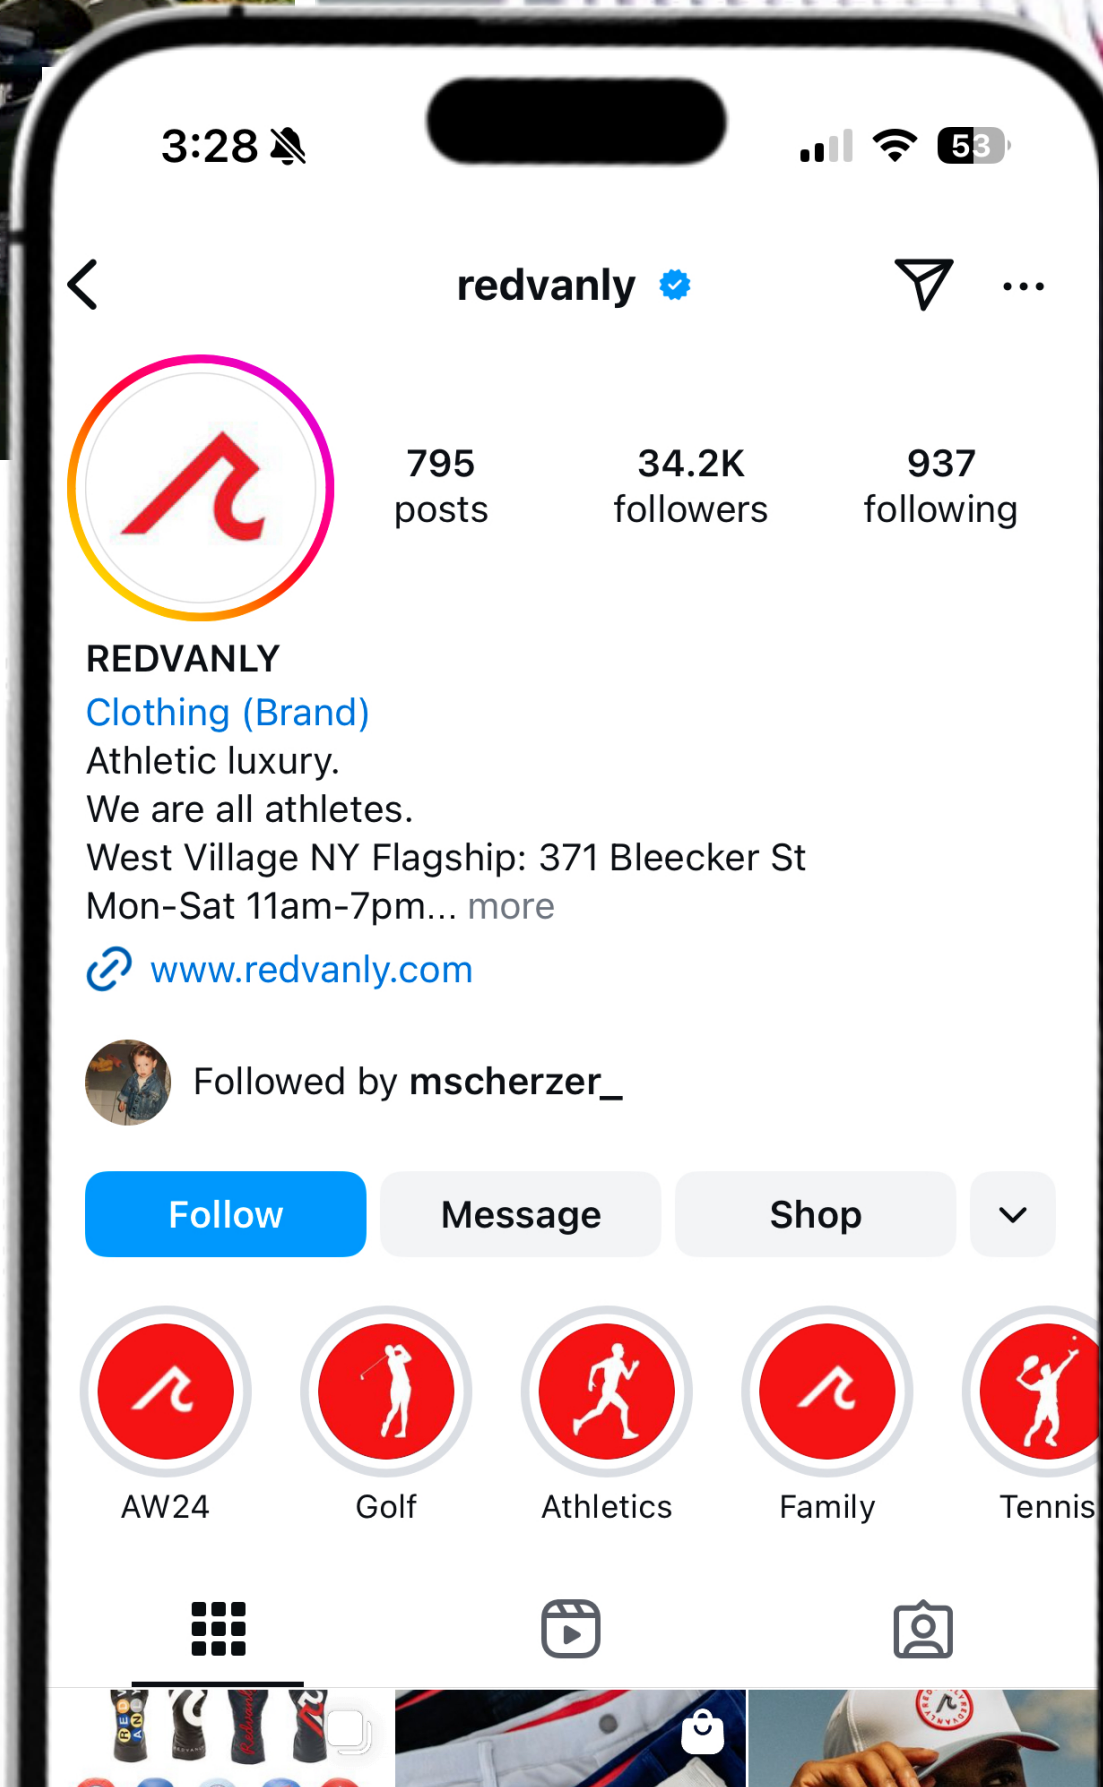 3:28
53
redvanly
795
posts
34.2K
followers
937
following
REDVANLY
Clothing (Brand)
Athletic luxury.
We are all athletes.
West Village NY Flagship: 371 Bleecker St
Mon-Sat 11am-7pm... more
www.redvanly.com
Followed by mscherzer_
Follow
Message
Shop
AW24
Golf
Athletics
Family
Tennis
Redvanly